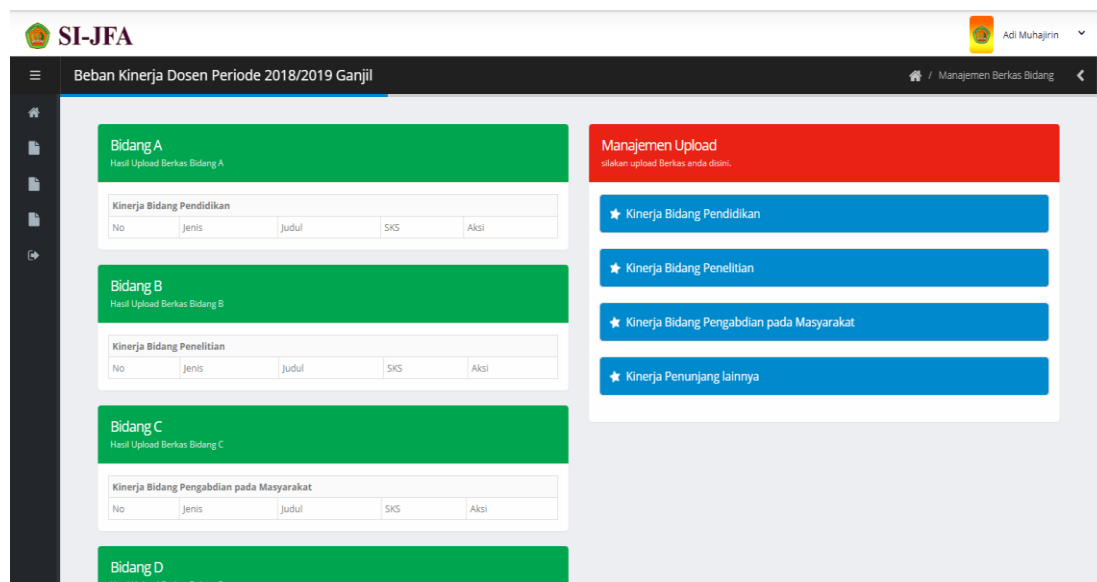 SI-JFA
Adi Muhajirin
Beban Kinerja Dosen Periode 2018/2019 Ganjil
/ Manajemen Berkas Bidang
Bidang A
Hasil Upload Berkas Bidang A
Kinerja Bidang Pendidikan
No Jenis Judul SKS Aksi
Bidang B
Hasil Upload Berkas Bidang B
Kinerja Bidang Penelitian
No Jenis Judul SKS Aksi
Bidang C
Hasil Upload Berkas Bidang C
Kinerja Bidang Pengabdian pada Masyarakat
No Jenis Judul SKS Aksi
Bidang D
Manajemen Upload
silakan upload Berkas anda disini.
Kinerja Bidang Pendidikan
Kinerja Bidang Penelitian
Kinerja Bidang Pengabdian pada Masyarakat
Kinerja Penunjang lainnya